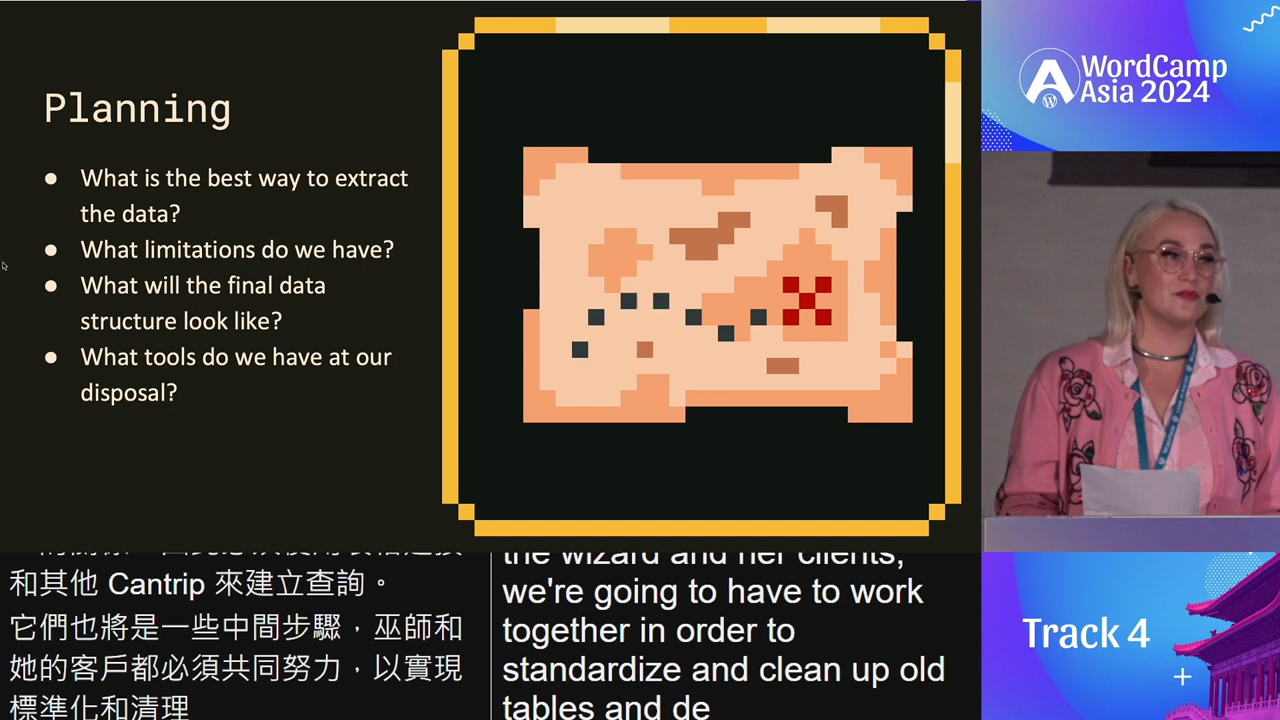 Planning
● What is the best way to extract
the data?
● What limitations do we have?
● What will the final data
structure look like?
● What tools do we have at our
disposal?
WordCamp
Asia 2024
和其他 Cantrip 來建立查詢。
它們也將是一些中間步驟，巫師和
她的客戶都必須共同努力，以實現
標準化和清理
the wizard and her clients,
we're going to have to work
together in order to
standardize and clean up old
tables and de
Track 4